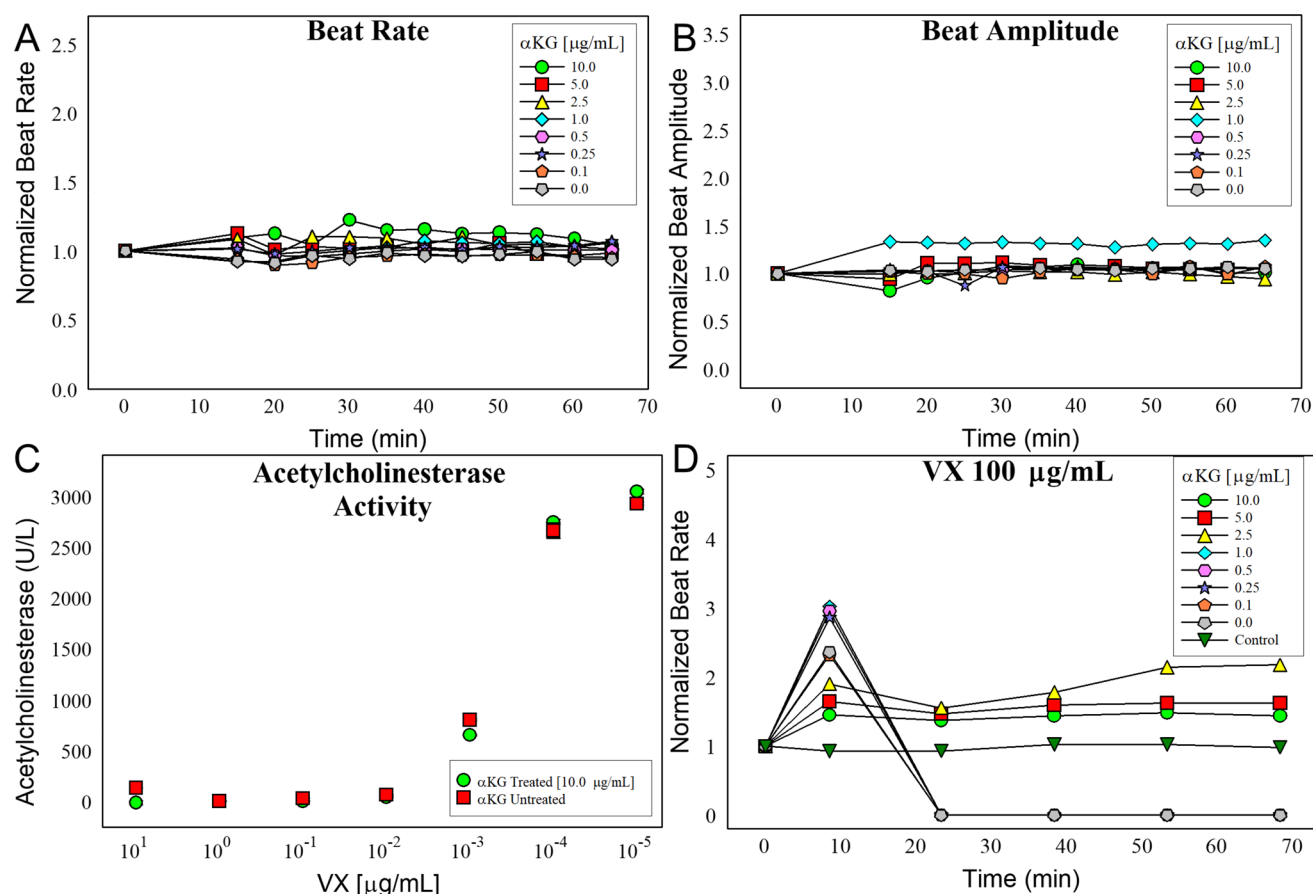 A
Beat Rate
Normalized Beat Rate
2.5
2.0
1.5
1.0
0.5
0.0
αKG [μg/mL]
10.0
5.0
2.5
1.0
0.5
0.25
0.1
0.0
0 10 20 30 40 50 60 70
Time (min)
B
Beat Amplitude
Normalized Beat Amplitude
3.5
3.0
2.5
2.0
1.5
1.0
0.5
0.0
αKG [μg/mL]
10.0
5.0
2.5
1.0
0.5
0.25
0.1
0.0
0 10 20 30 40 50 60 70
Time (min)
C
Acetylcholinesterase
Activity
Acetylcholinesterase (U/L)
3000
2500
2000
1500
1000
500
0
αKG Treated [10.0 μg/mL]
αKG Untreated
10¹ 10⁰ 10⁻¹ 10⁻² 10⁻³ 10⁻⁴ 10⁻⁵
VX [μg/mL]
D
VX 100 μg/mL
Normalized Beat Rate
5
4
3
2
1
0
αKG [μg/mL]
10.0
5.0
2.5
1.0
0.5
0.25
0.1
0.0
Control
0 10 20 30 40 50 60 70
Time (min)